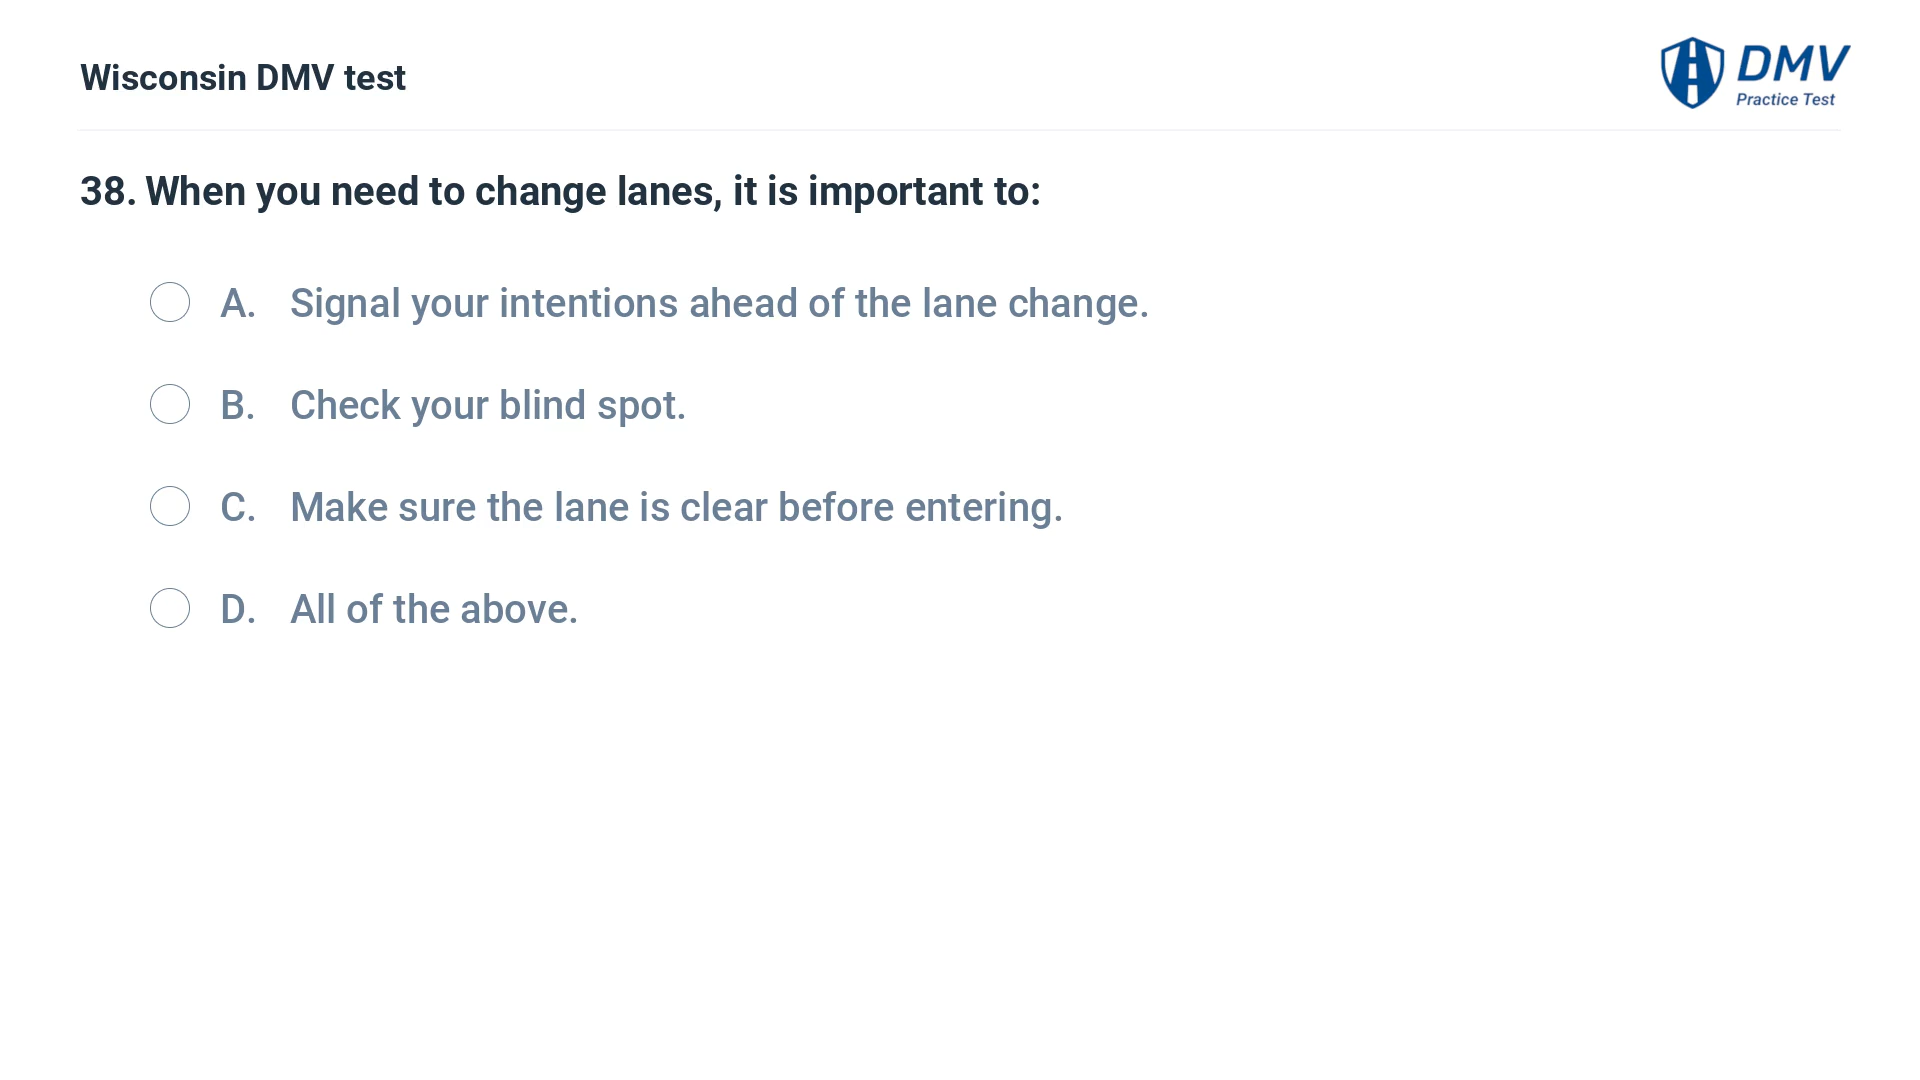 Wisconsin DMV test
DMV
Practice Test
38. When you need to change lanes, it is important to:
A. Signal your intentions ahead of the lane change.
B. Check your blind spot.
C. Make sure the lane is clear before entering.
D. All of the above.